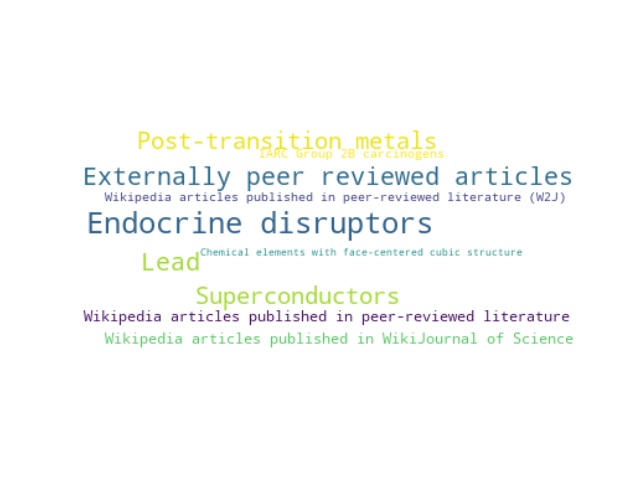 Post-transition metals
IARC Group 2B carcinogens
Externally peer reviewed articles
Wikipedia articles published in peer-reviewed literature (W2J)
Endocrine disruptors
Chemical elements with face-centered cubic structure
Lead
Superconductors
Wikipedia articles published in peer-reviewed literature
Wikipedia articles published in WikiJournal of Science